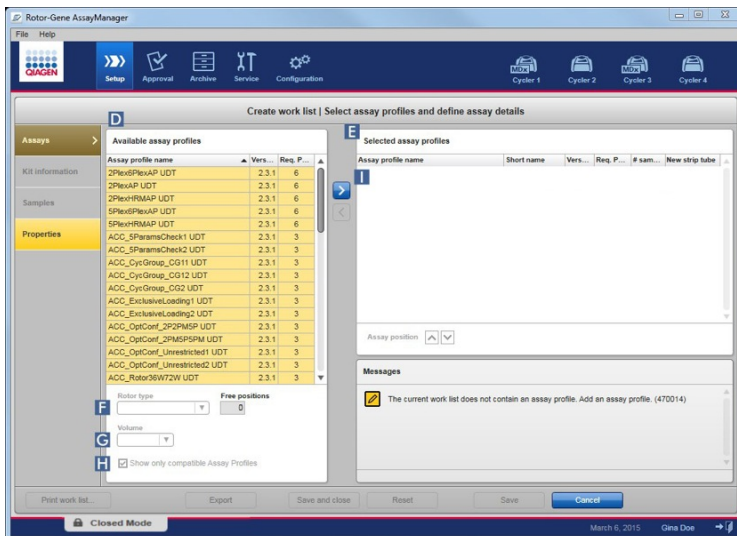 Rotor-Gene AssayManager
File Help
QIAGEN
Setup Approval Archive Service Configuration MDx Cycler 1 Cycler 2 MDx Cycler 3 Cycler 4
Create work list | Select assay profiles and define assay details
D
E
Assays
Kit information
Samples
Properties
Available assay profiles
Assay profile name Vers... Req. P...
2Plex6PlexAP UDT 2.3.1 6
2PlexAP UDT 2.3.1 6
2PlexHRMAP UDT 2.3.1 6
5Plex6PlexAP UDT 2.3.1 6
5PlexHRMAP UDT 2.3.1 6
ACC_5ParamsCheck1 UDT 2.3.1 3
ACC_5ParamsCheck2 UDT 2.3.1 3
ACC_CycGroup_CG11 UDT 2.3.1 3
ACC_CycGroup_CG12 UDT 2.3.1 3
ACC_CycGroup_CG2 UDT 2.3.1 3
ACC_ExclusiveLoading1 UDT 2.3.1 3
ACC_ExclusiveLoading2 UDT 2.3.1 3
ACC_OptConf_2P2PM5P UDT 2.3.1 3
ACC_OptConf_2PM5P5PM UDT 2.3.1 3
ACC_OptConf_Unrestricted1 UDT 2.3.1 3
ACC_OptConf_Unrestricted2 UDT 2.3.1 3
ACC_Rotor36W72W UDT 2.3.1 3
Rotor type Free positions
F 0
Volume
G
H Show only compatible Assay Profiles
Selected assay profiles
Assay profile name Short name Vers... Req. P... # sam... New strip tube
I
Assay position
Messages
The current work list does not contain an assay profile. Add an assay profile. (470014)
Print work list... Export Save and close Reset Save Cancel
Closed Mode March 6, 2015 Gina Doe